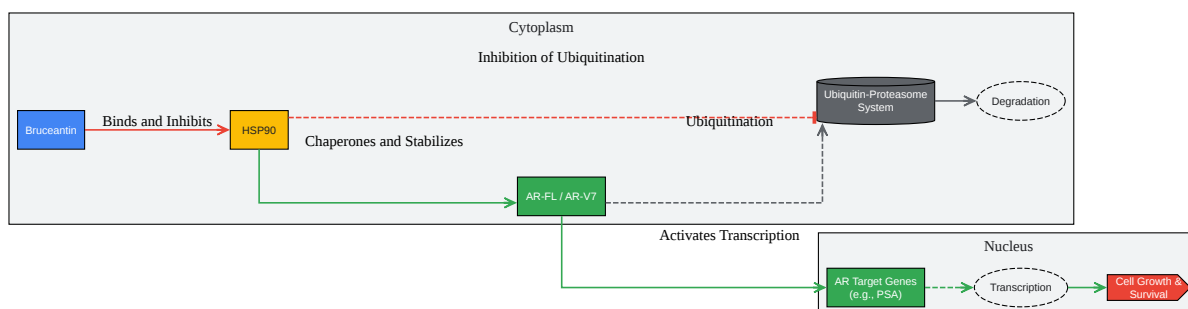 Cytoplasm
Inhibition of Ubiquitination
Bruceantin
Binds and Inhibits
HSP90
Chaperones and Stabilizes
Ubiquitination
Ubiquitin-Proteasome
System
Degradation
AR-FL / AR-V7
Activates Transcription
Nucleus
AR Target Genes
(e.g., PSA)
Transcription
Cell Growth &
Survival